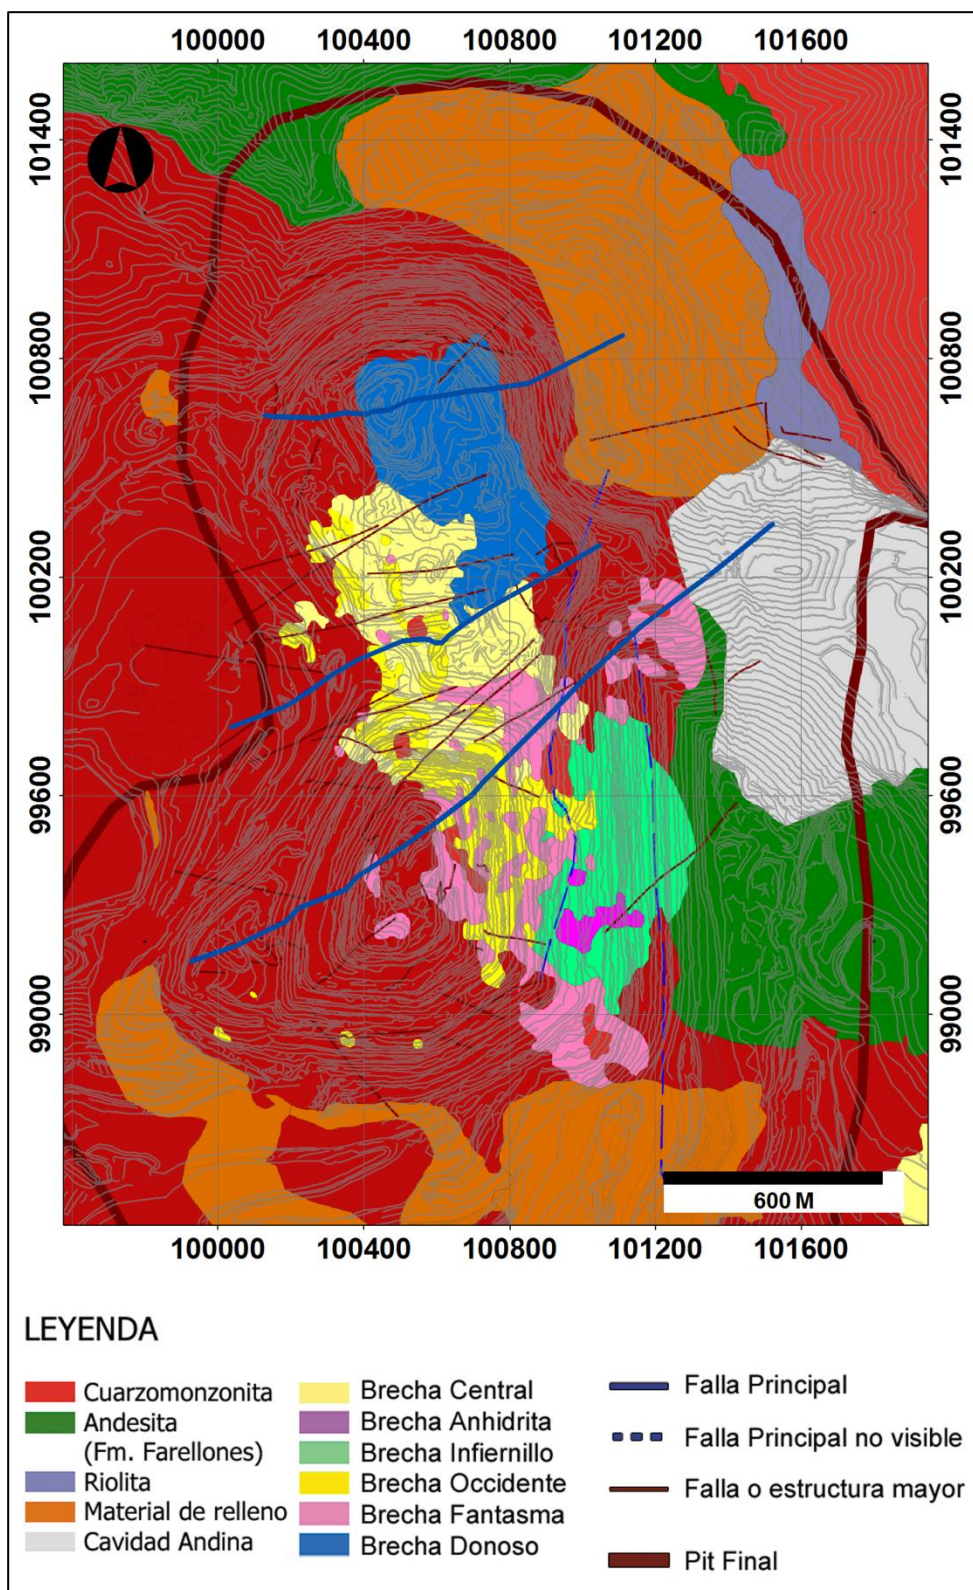 100000 100400 100800 101200 101600
101400 101400
100800 100800
100200 100200
99600 99600
99000 99000
600 M
100000 100400 100800 101200 101600
LEYENDA
Cuarzomonzonita
Andesita
(Fm. Farellones)
Riolita
Material de relleno
Cavidad Andina
Brecha Central
Brecha Anhidrita
Brecha Infiernillo
Brecha Occidente
Brecha Fantasma
Brecha Donoso
Falla Principal
Falla Principal no visible
Falla o estructura mayor
Pit Final